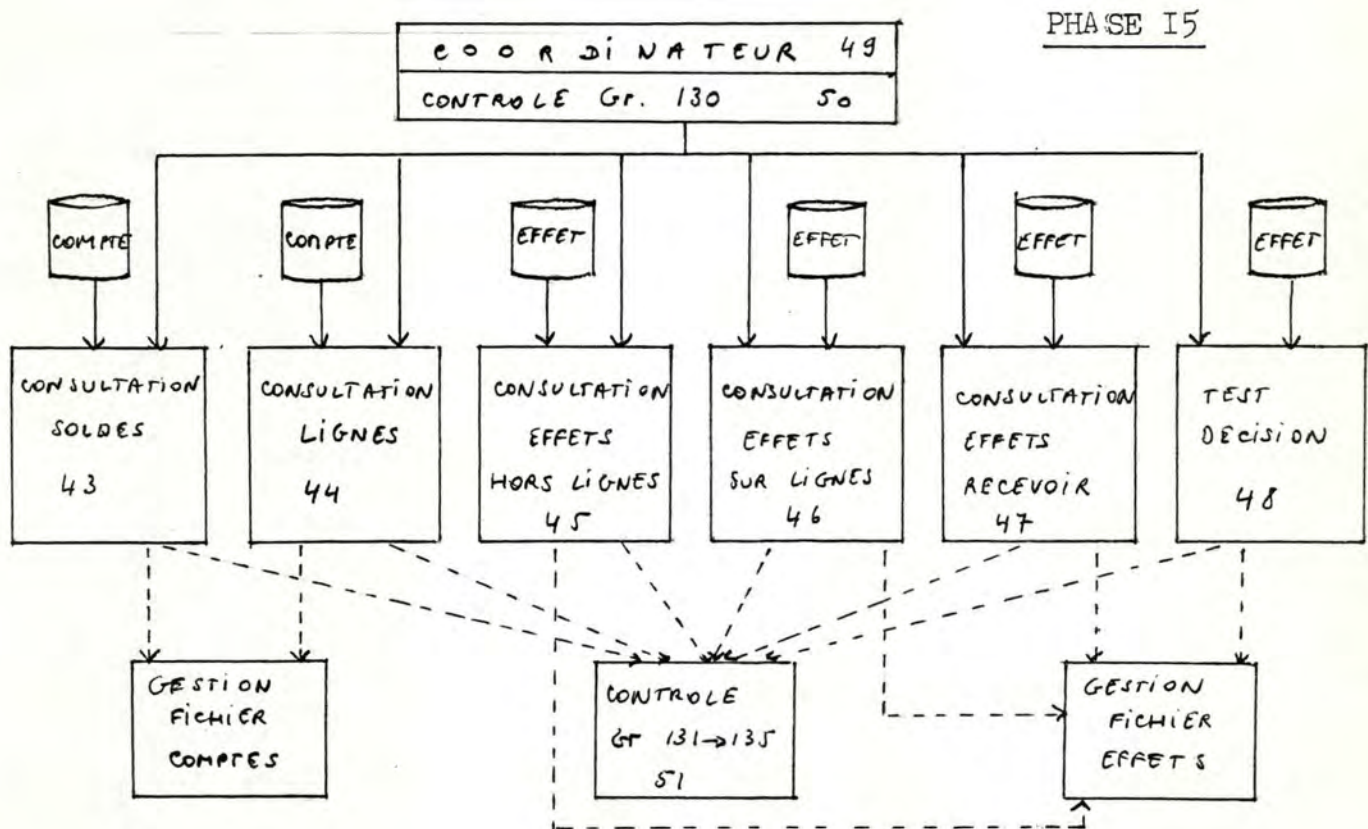 PHASE I5
COORDINATEUR 49
CONTROLE Gr. 130 50
COMPTE
COMPTE
EFFET
EFFET
EFFET
EFFET
CONSULTATION
SOLDES
43
CONSULTATION
LIGNES
44
CONSULTATION
EFFETS
HORS LIGNES
45
CONSULTATION
EFFETS
SUR LIGNES
46
CONSULTATION
EFFETS
RECEVOIR
47
TEST
DECISION
48
GESTION
FICHIER
COMPTES
CONTROLE
Gr 131→135
51
GESTION
FICHIER
EFFETS